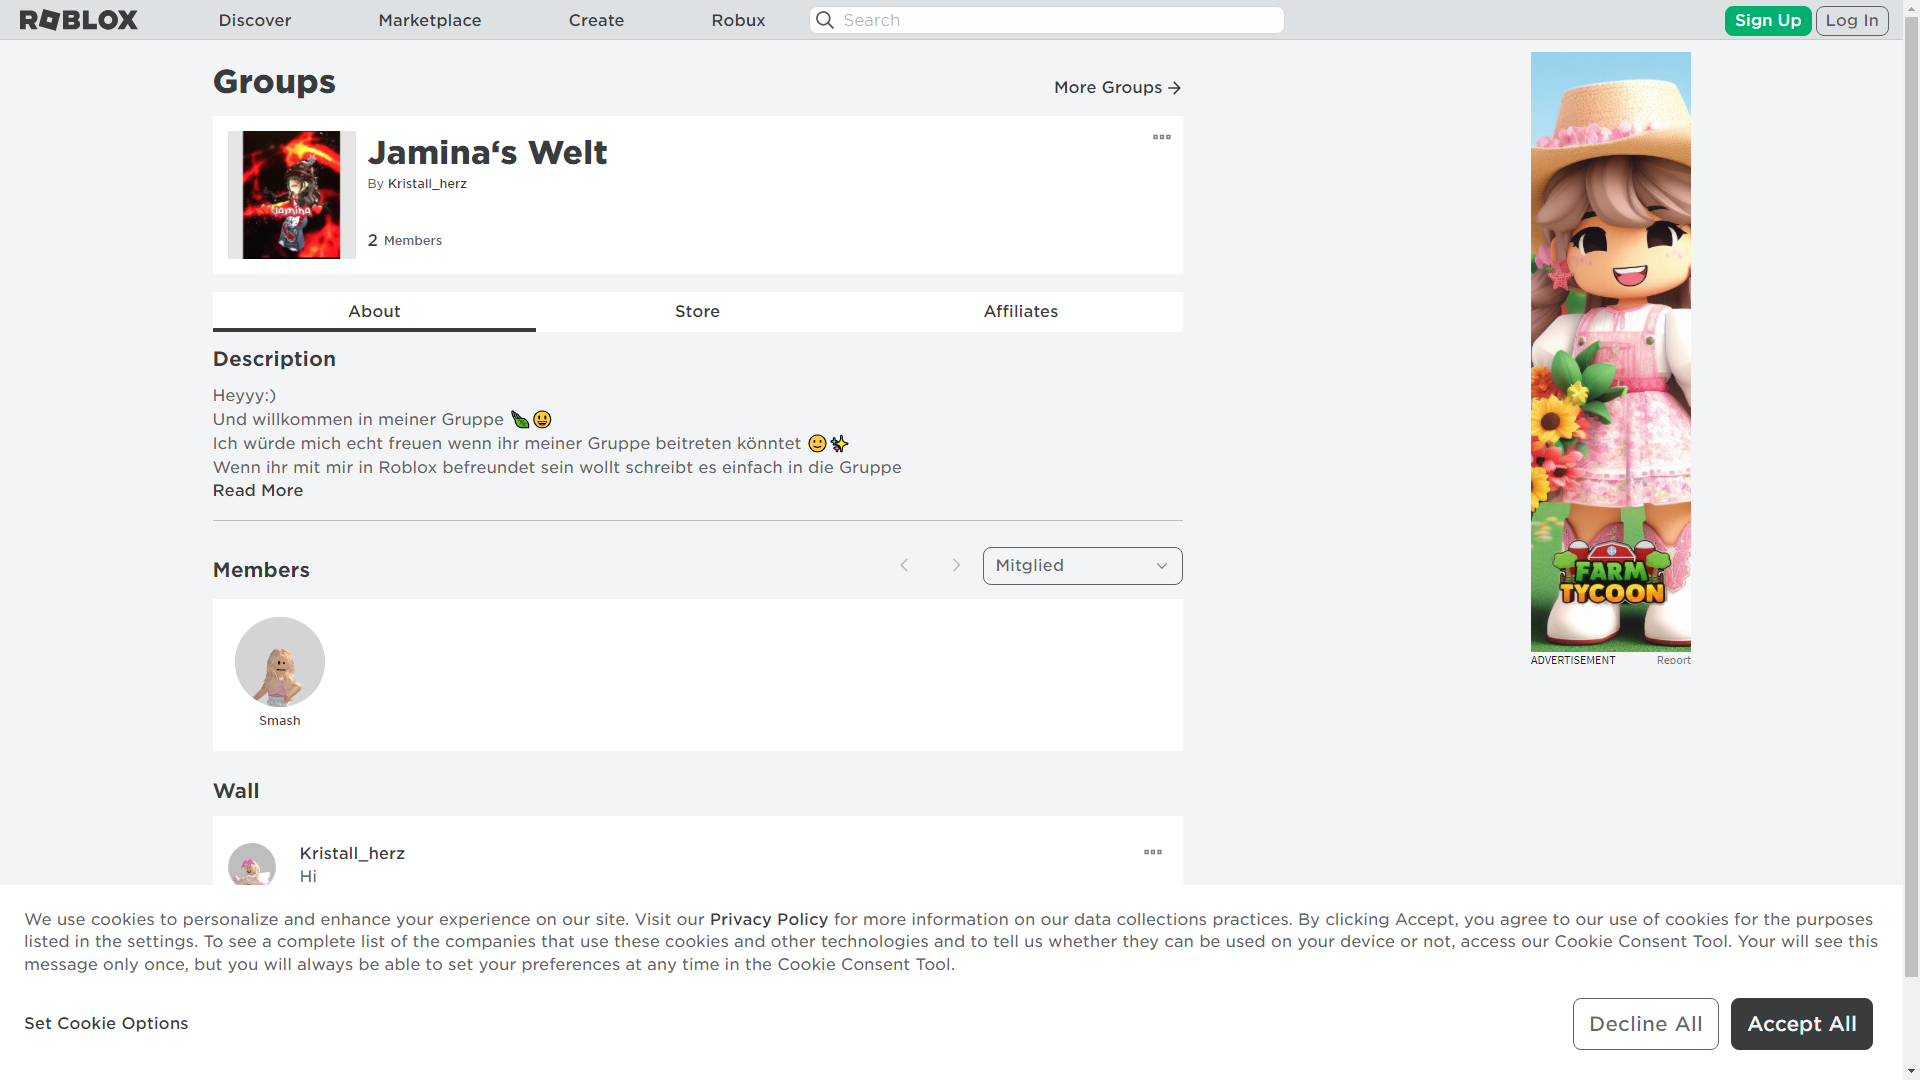 ROBLOX
Discover
Marketplace
Create
Robux
Search
Sign Up
Log In
Groups
More Groups →
Jamina
Jamina‘s Welt
By Kristall_herz
2 Members
About
Store
Affiliates
Description
Heyyy:)
Und willkommen in meiner Gruppe 🍃😃
Ich würde mich echt freuen wenn ihr meiner Gruppe beitreten könntet 🙂✨
Wenn ihr mit mir in Roblox befreundet sein wollt schreibt es einfach in die Gruppe
Read More
Members
Mitglied
Smash
Wall
Kristall_herz
Hi
FARM
TYCOON
ADVERTISEMENT
Report
We use cookies to personalize and enhance your experience on our site. Visit our Privacy Policy for more information on our data collections practices. By clicking Accept, you agree to our use of cookies for the purposes
listed in the settings. To see a complete list of the companies that use these cookies and other technologies and to tell us whether they can be used on your device or not, access our Cookie Consent Tool. Your will see this
message only once, but you will always be able to set your preferences at any time in the Cookie Consent Tool.
Set Cookie Options
Decline All
Accept All